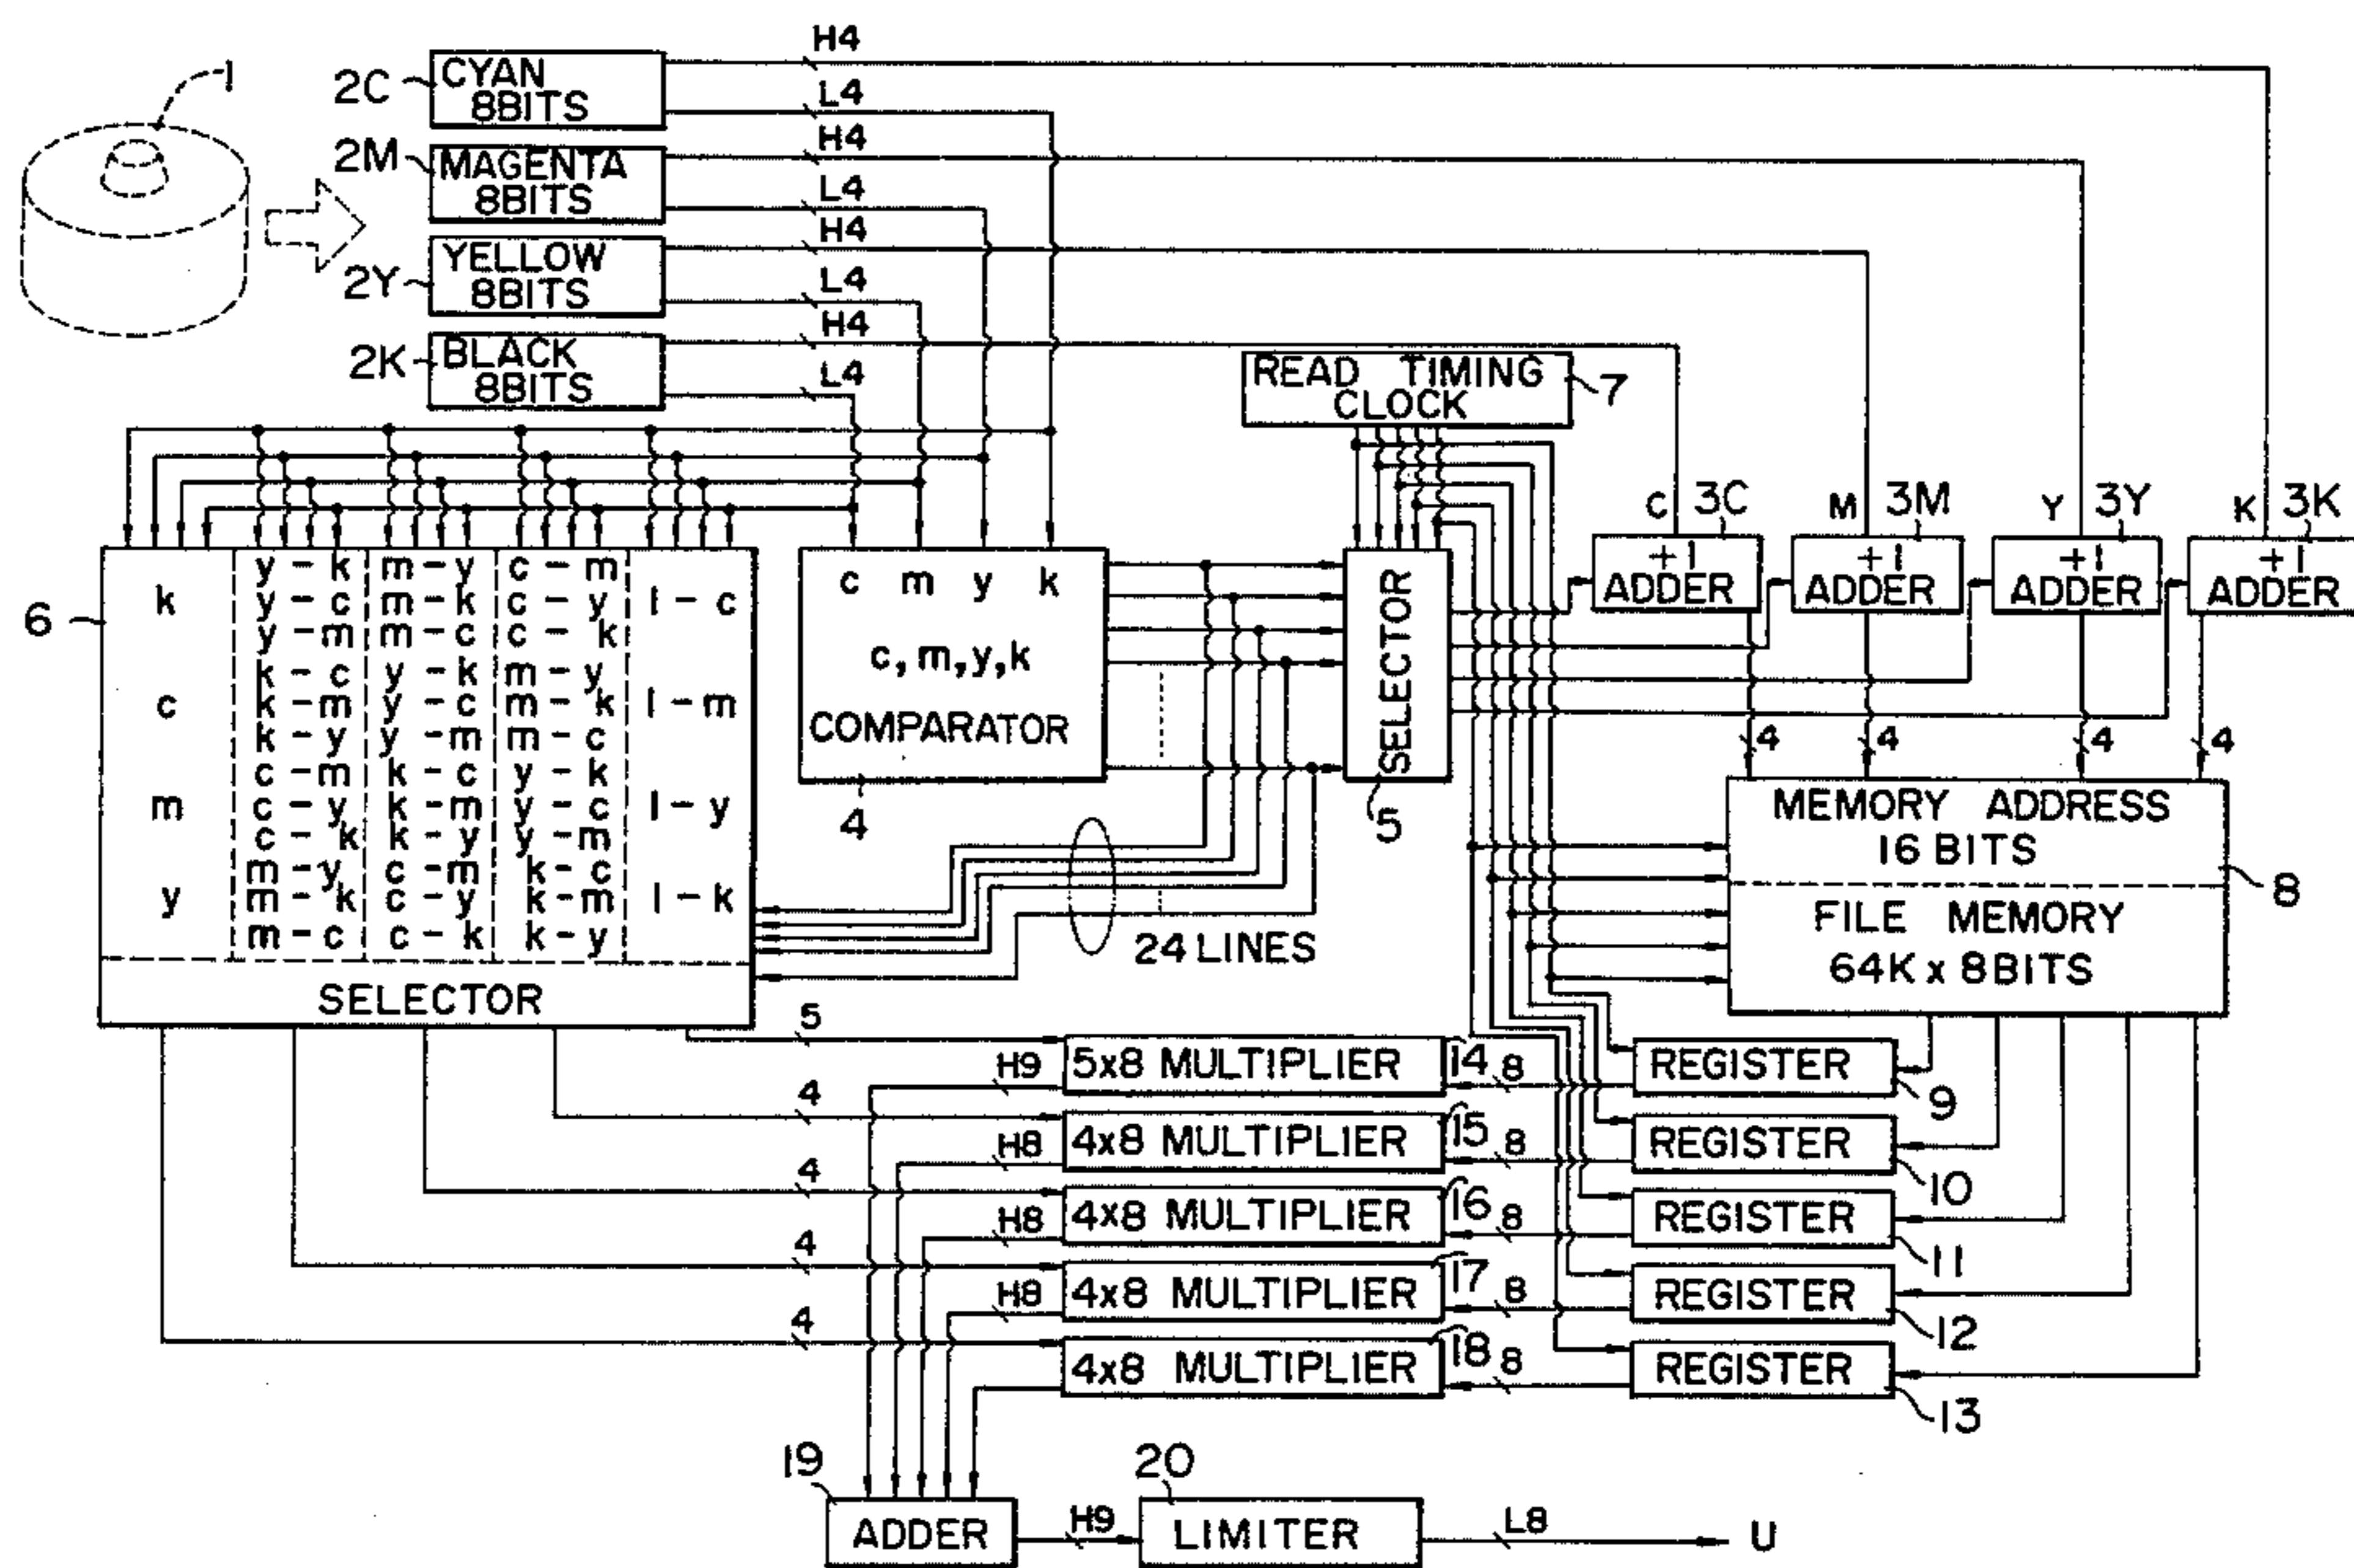 1
2C
CYAN
8BITS
H4
L4
2M
MAGENTA
8BITS
H4
L4
2Y
YELLOW
8BITS
H4
L4
2K
BLACK
8BITS
H4
L4
READ TIMING
CLOCK
7
C 3C
M 3M
Y 3Y
K 3K
+1
ADDER
+1
ADDER
+1
ADDER
+1
ADDER
4 4 4 4
6
k
c
m
y
y-k m-y c-m
y-c m-k c-y
y-m m-c c-k
k-c y-k m-y
k-m y-c m-k
k-y y-m m-c
c-m k-c y-k
c-y k-m y-c
c-k k-y y-m
m-y c-m k-c
m-k c-y k-m
m-c c-k k-y
1-c
1-m
1-y
1-k
SELECTOR
c m y k
c, m, y, k
COMPARATOR
4
SELECTOR
5
24 LINES
MEMORY ADDRESS
16 BITS
FILE MEMORY
64K x 8BITS
8
5
5x8 MULTIPLIER
14
H9
8
REGISTER
9
4
4x8 MULTIPLIER
15
H8
8
REGISTER
10
4
4x8 MULTIPLIER
16
H8
8
REGISTER
11
4
4x8 MULTIPLIER
17
H8
8
REGISTER
12
4
4x8 MULTIPLIER
18
8
REGISTER
13
19
ADDER
H9
20
LIMITER
L8
U